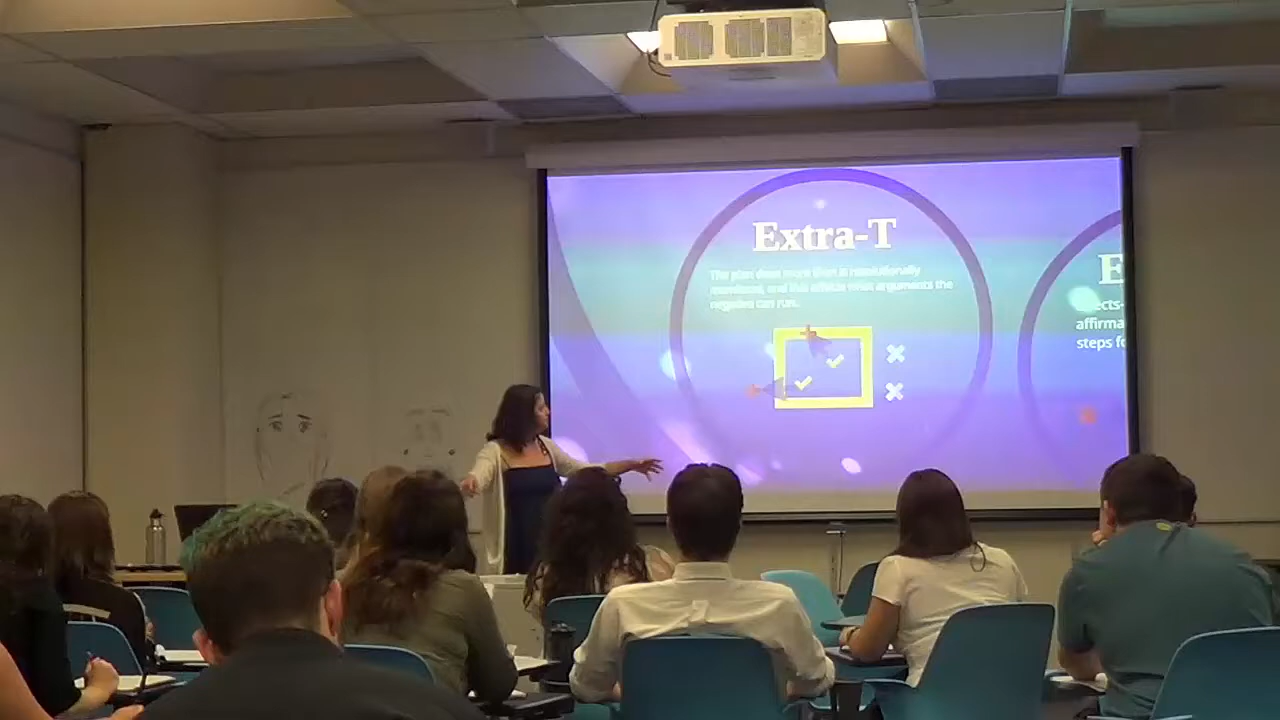 Extra-T
The plan does more than is resolutionally
mandated, and this affects what arguments the
negative can run.
E
ects-
affirma
steps fo